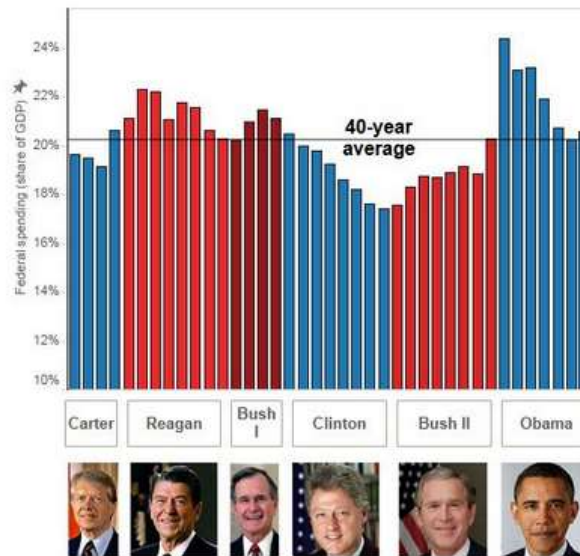 Federal spending (share of GDP)
24%
22%
20%
18%
16%
14%
12%
10%
40-year
average
Carter
Reagan
Bush
I
Clinton
Bush II
Obama